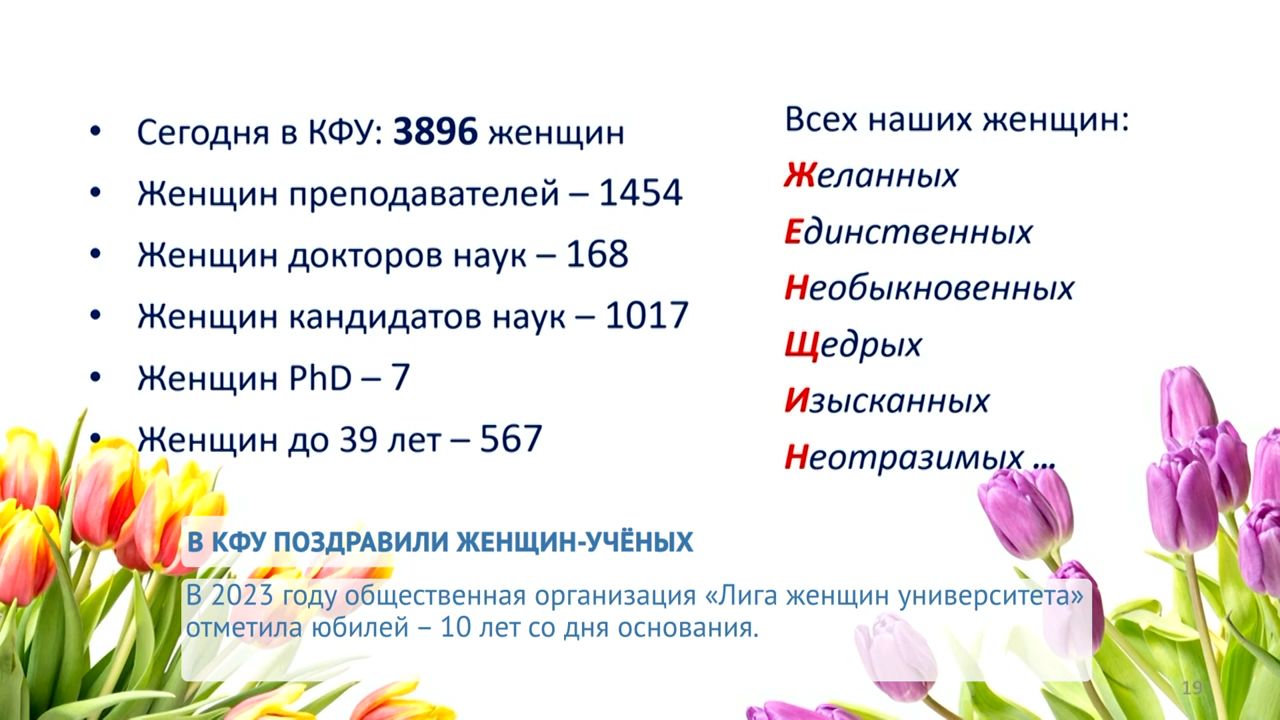 • Сегодня в КФУ: 3896 женщин
• Женщин преподавателей – 1454
• Женщин докторов наук – 168
• Женщин кандидатов наук – 1017
• Женщин PhD – 7
• Женщин до 39 лет – 567
Всех наших женщин:
Желанных
Единственных
Необыкновенных
Щедрых
Изысканных
Неотразимых ...
В КФУ ПОЗДРАВИЛИ ЖЕНЩИН-УЧЁНЫХ
В 2023 году общественная организация «Лига женщин университета»
отметила юбилей – 10 лет со дня основания.
19